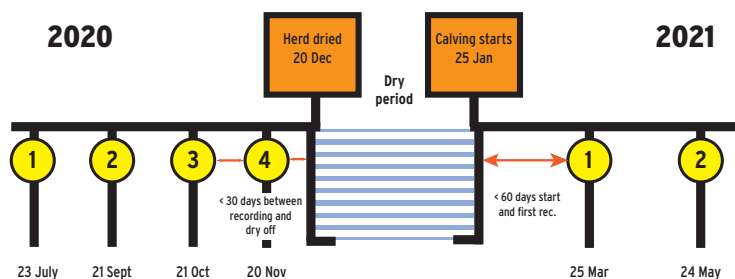 2020
Herd dried
20 Dec
Dry
period
Calving starts
25 Jan
2021
1
2
3
4
1
2
< 30 days between
recording and
dry off
< 60 days start
and first rec.
23 July
21 Sept
21 Oct
20 Nov
25 Mar
24 May